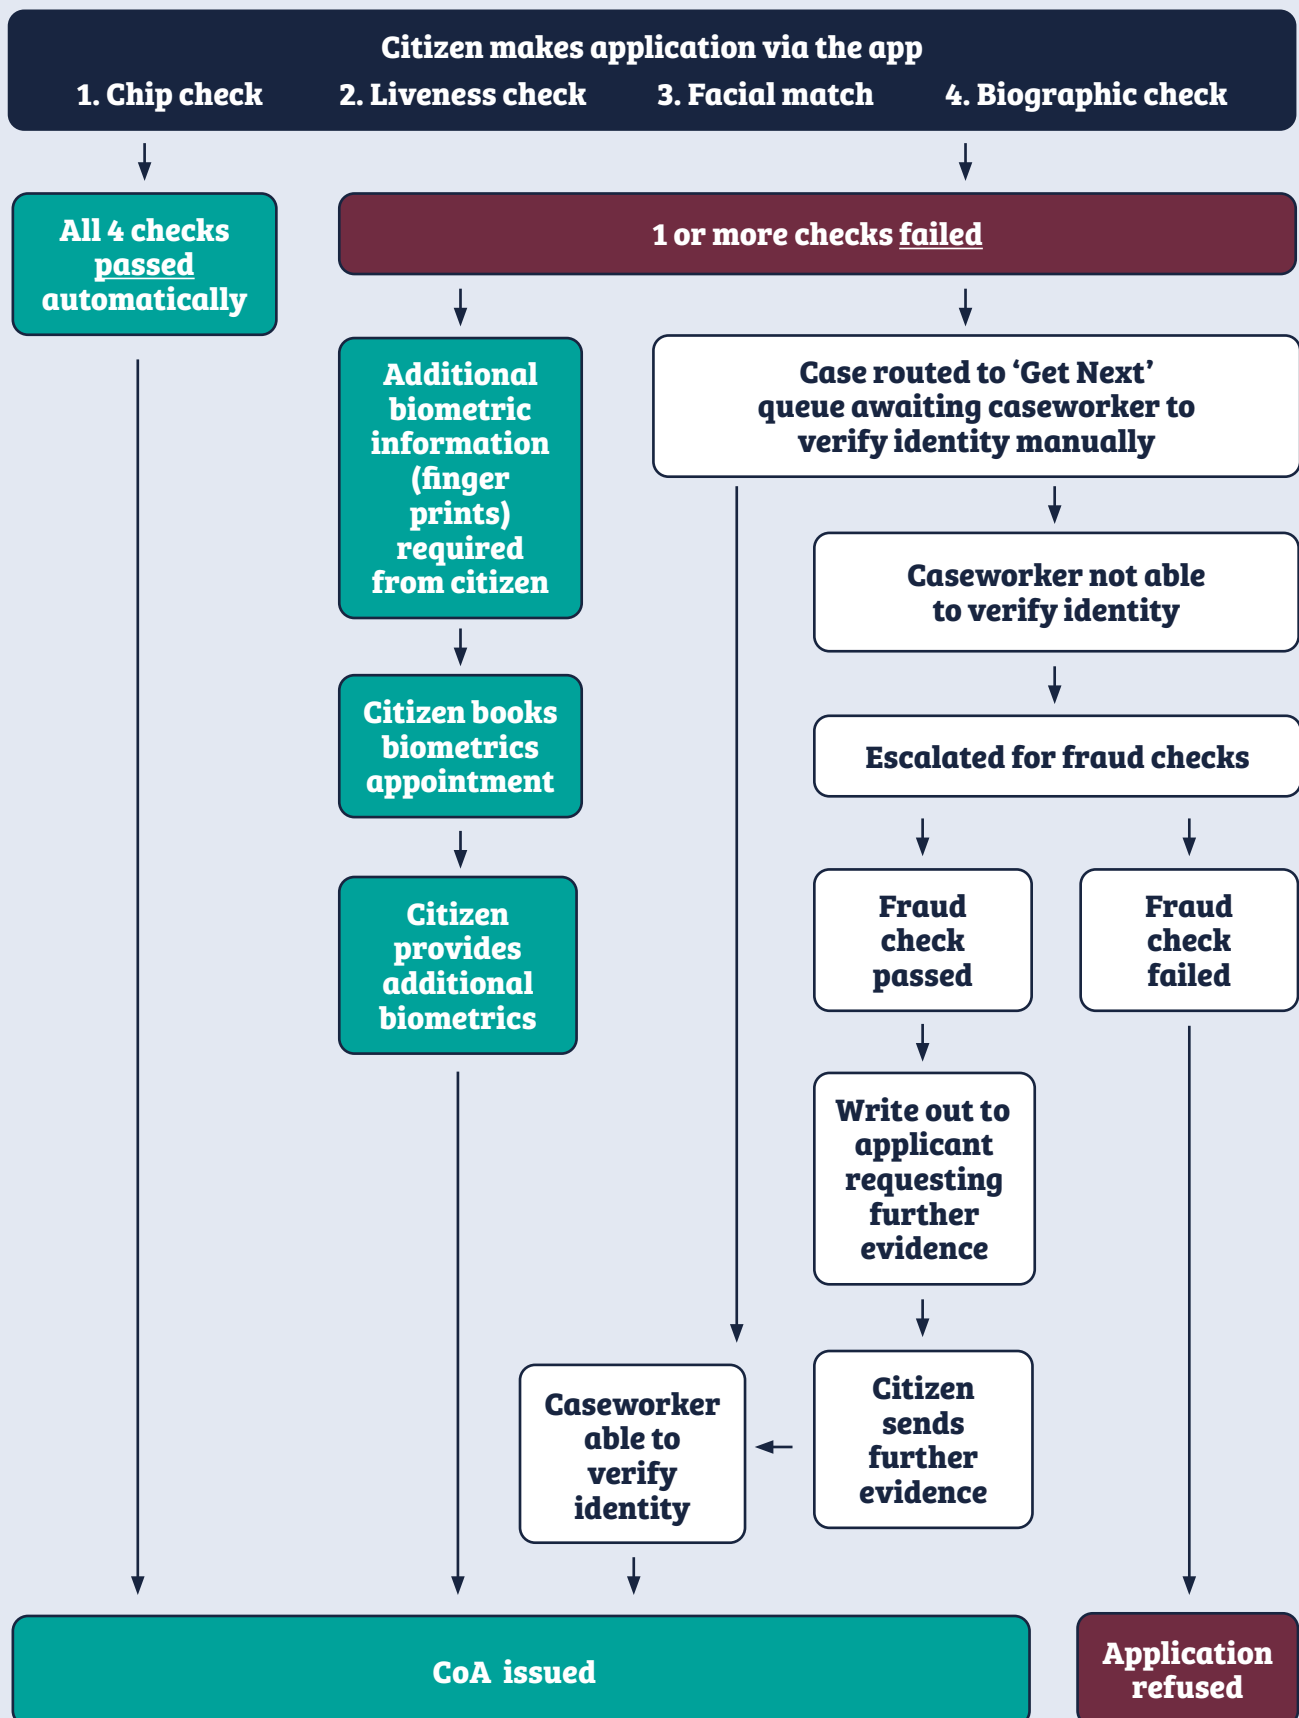 Citizen makes application via the app
1. Chip check 2. Liveness check 3. Facial match 4. Biographic check
All 4 checks
passed
automatically
1 or more checks failed
Additional
biometric
information
(finger
prints)
required
from citizen
Case routed to ‘Get Next’
queue awaiting caseworker to
verify identity manually
Caseworker not able
to verify identity
Citizen books
biometrics
appointment
Escalated for fraud checks
Citizen
provides
additional
biometrics
Fraud
check
passed
Fraud
check
failed
Write out to
applicant
requesting
further
evidence
Caseworker
able to
verify
identity
Citizen
sends
further
evidence
CoA issued
Application
refused